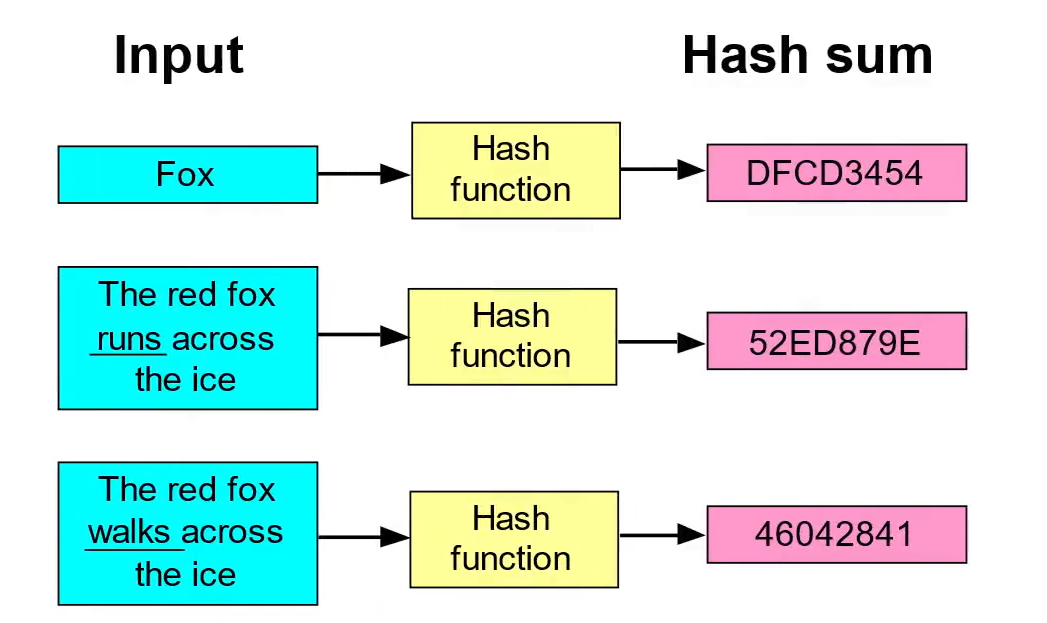 Input
Hash sum
Fox
Hash
function
DFCD3454
The red fox
runs across
the ice
Hash
function
52ED879E
The red fox
walks across
the ice
Hash
function
46042841